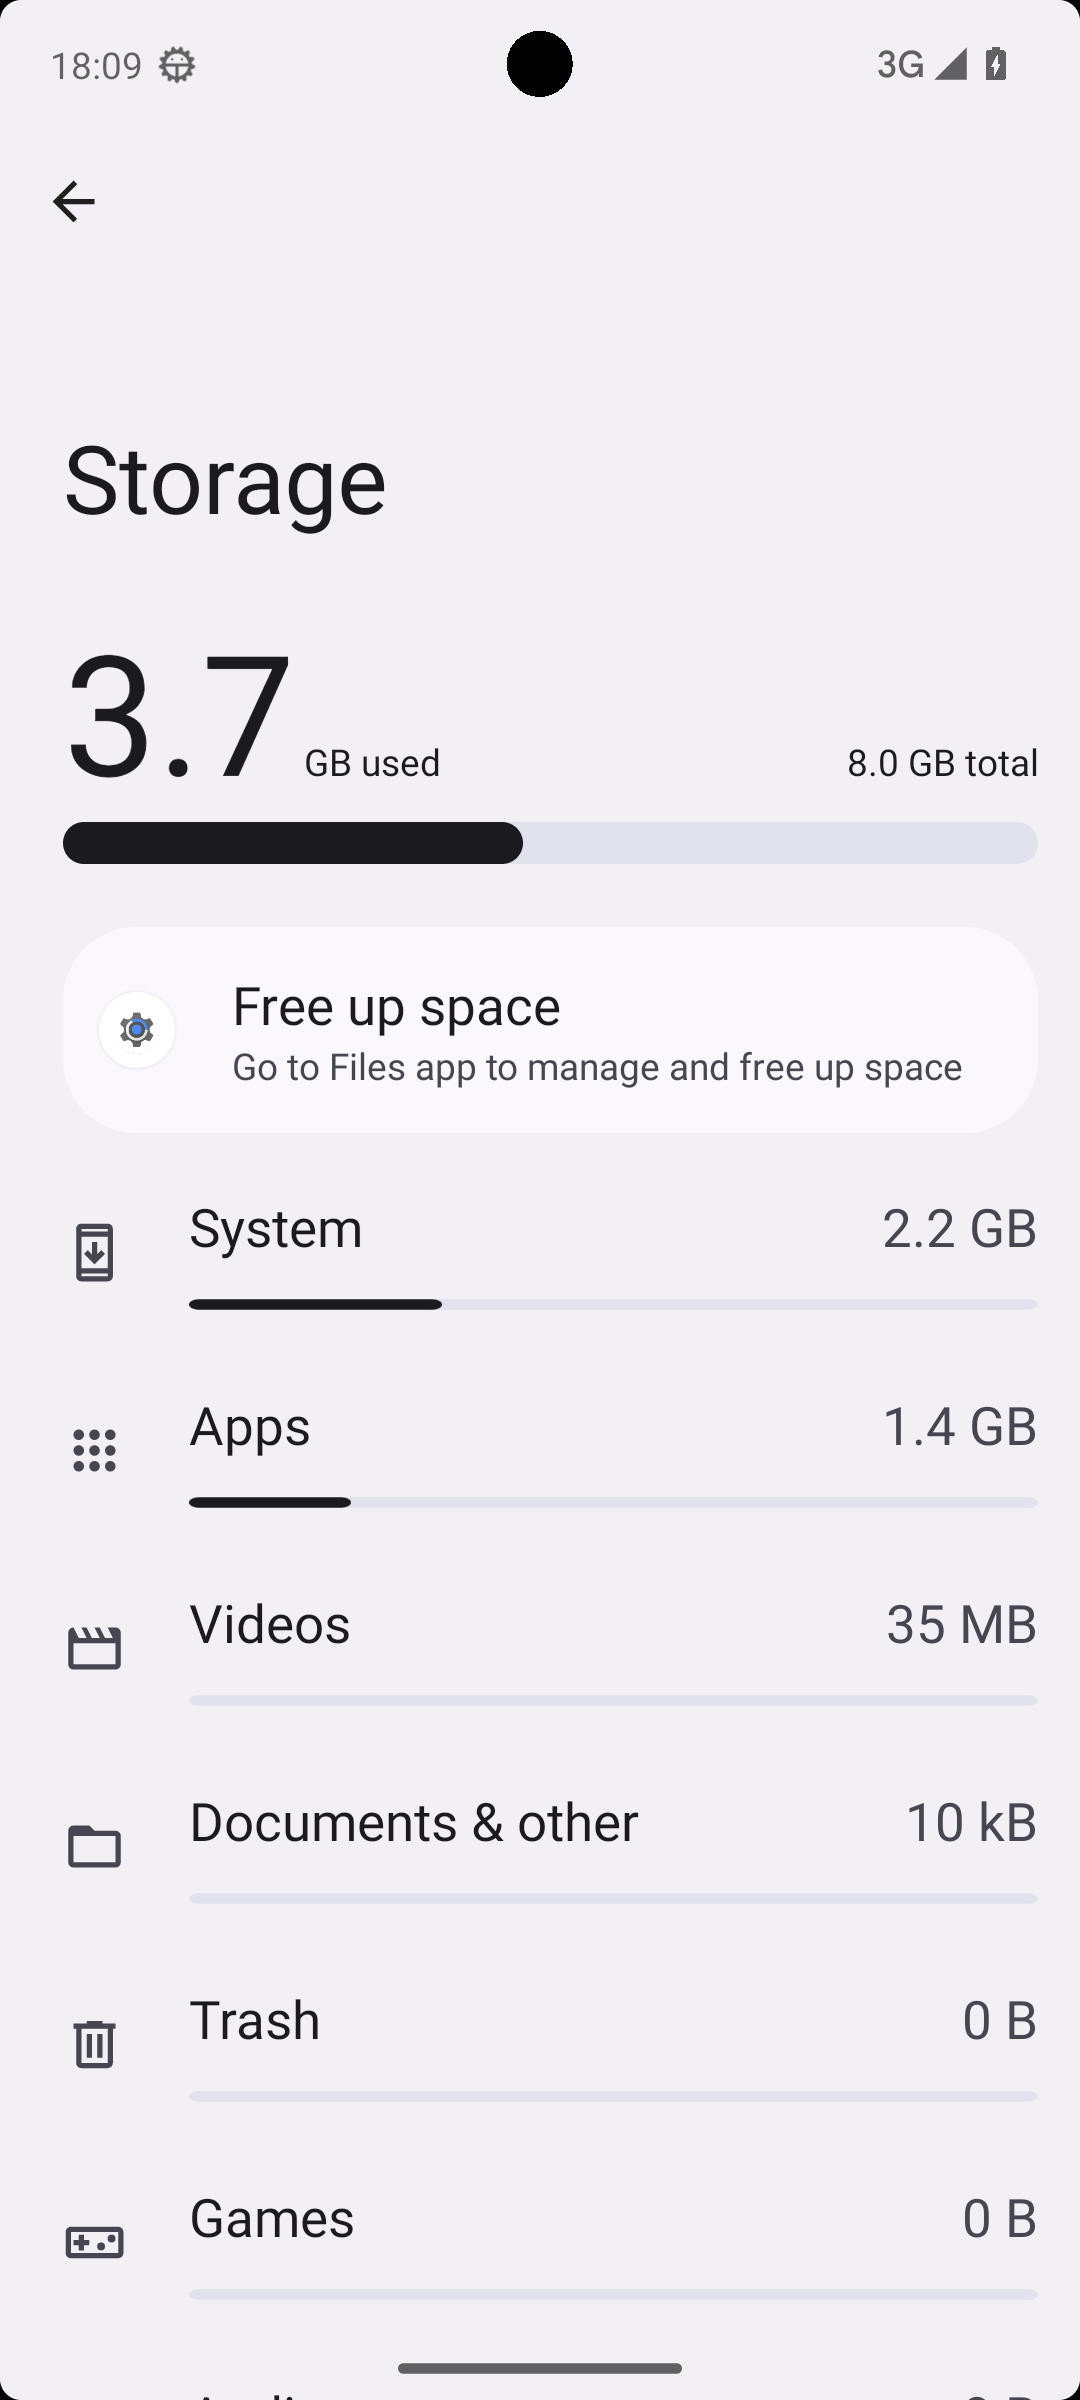 18:09
3G
Storage
3.7 GB used
8.0 GB total
Free up space
Go to Files app to manage and free up space
System
2.2 GB
Apps
1.4 GB
Videos
35 MB
Documents & other
10 kB
Trash
0 B
Games
0 B